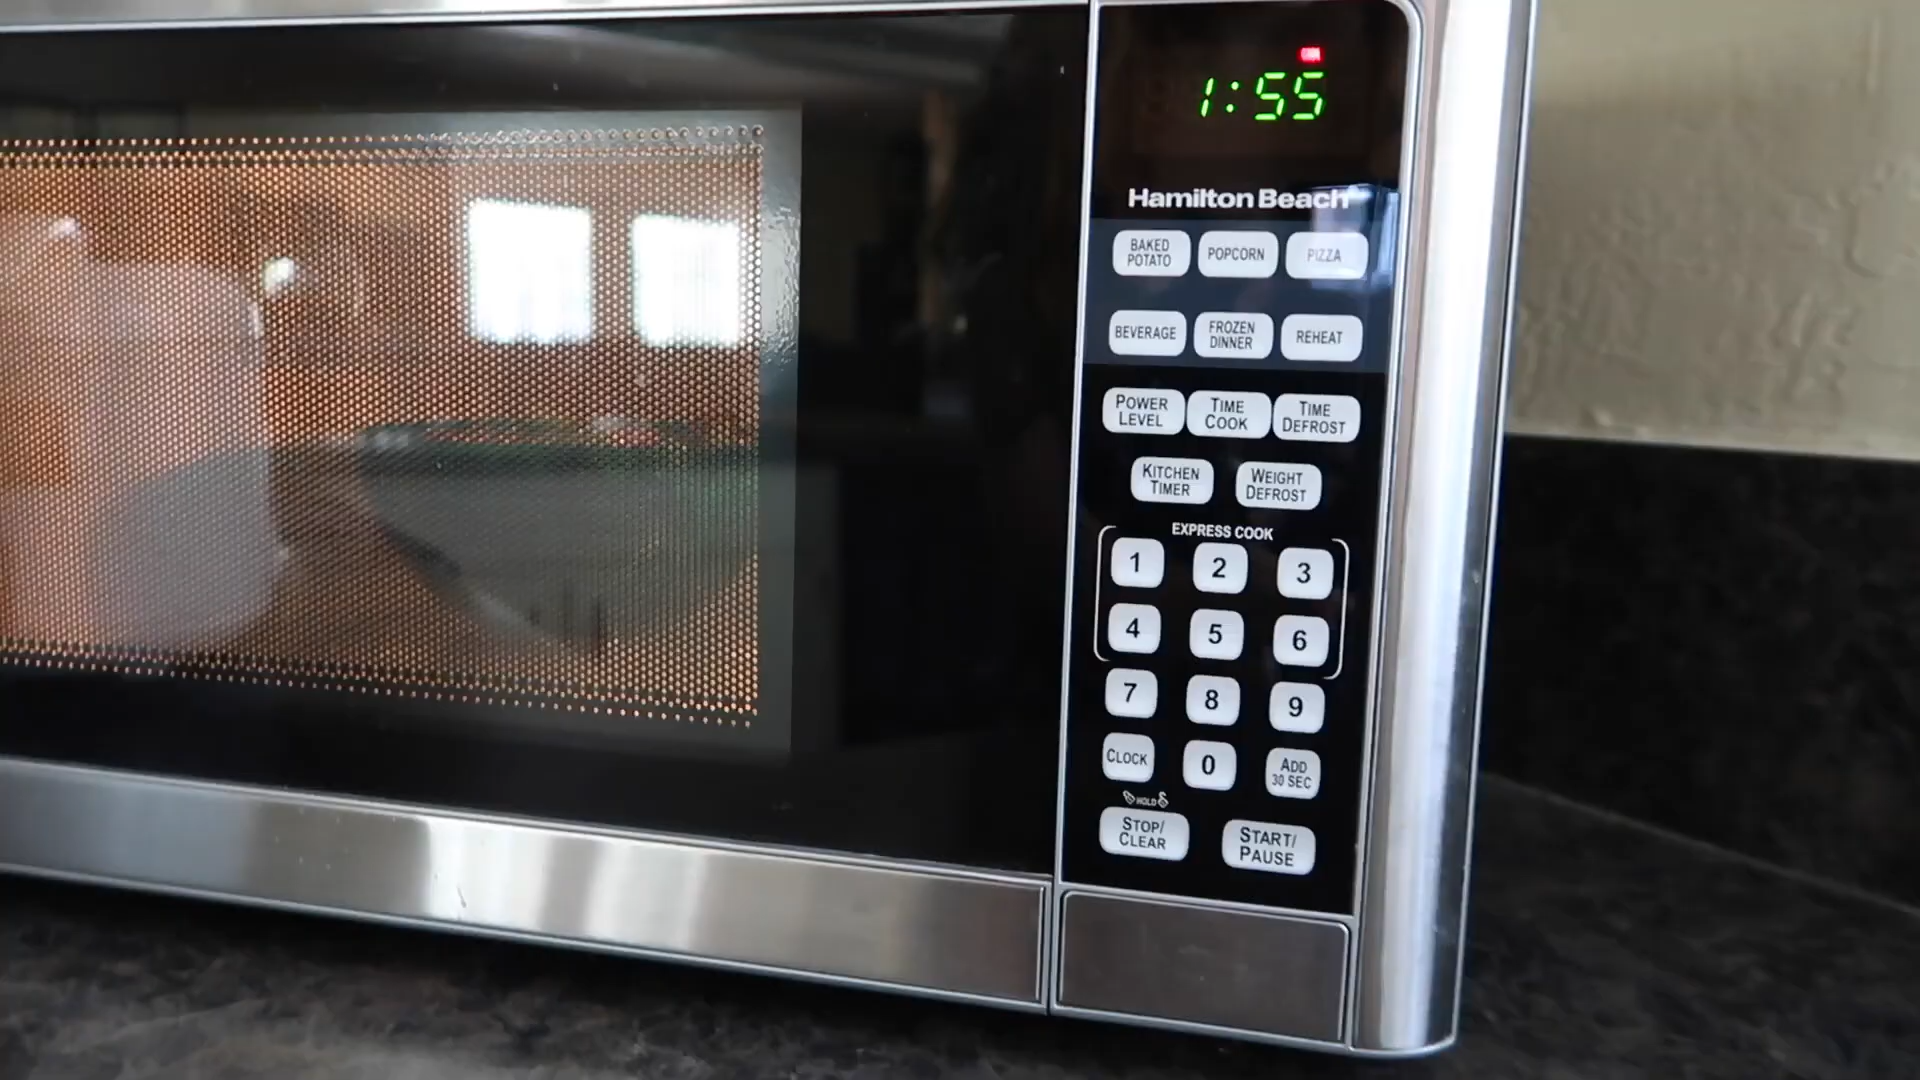 1:55
Hamilton Beach
BAKED
POTATO
POPCORN
PIZZA
BEVERAGE
FROZEN
DINNER
REHEAT
POWER
LEVEL
TIME
COOK
TIME
DEFROST
KITCHEN
TIMER
WEIGHT
DEFROST
EXPRESS COOK
1 2 3
4 5 6
7 8 9
CLOCK
0
ADD
30 SEC
HOLD
STOP/
CLEAR
START/
PAUSE